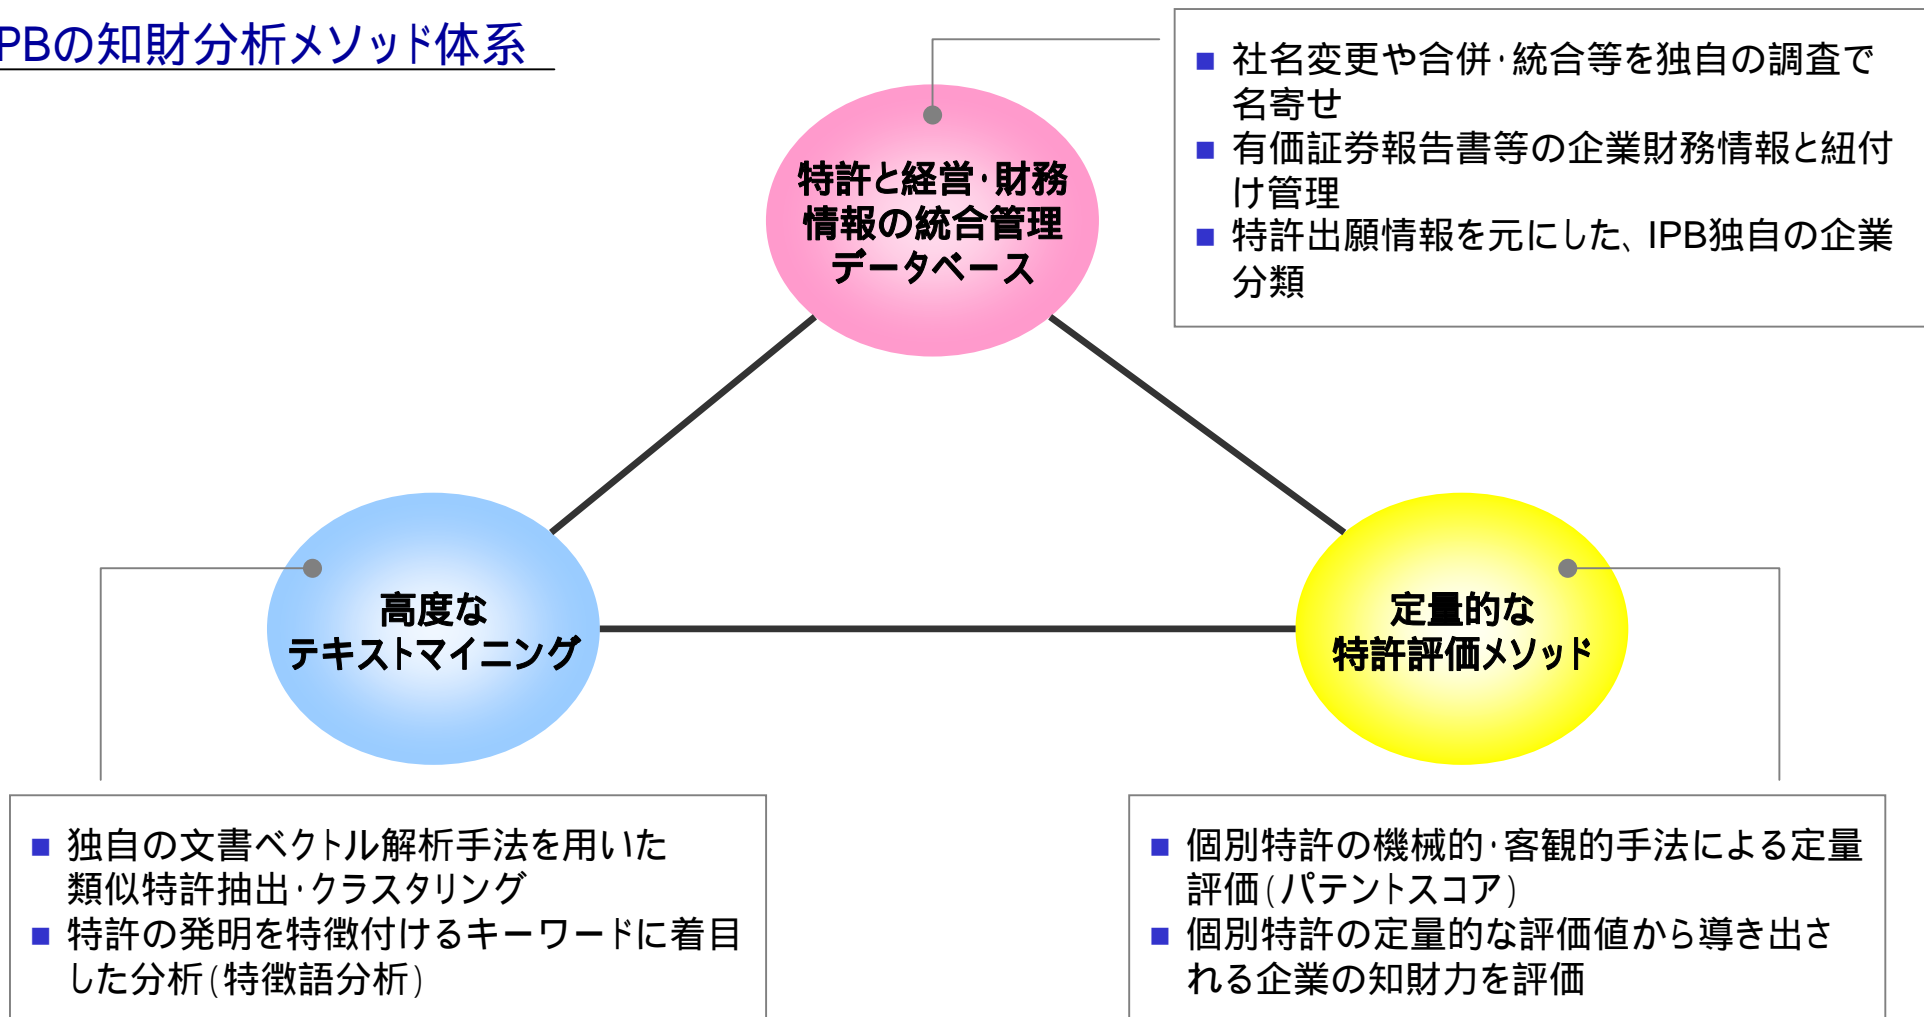 PBの知財分析メソッド体系
社名変更や合併・統合等を独自の調査で
名寄せ
有価証券報告書等の企業財務情報と紐付
け管理
特許出願情報を元にした、IPB独自の企業
分類
特許と経営・財務
情報の統合管理
データベース
高度な
テキストマイニング
定量的な
特許評価メソッド
独自の文書ベクトル解析手法を用いた
類似特許抽出・クラスタリング
特許の発明を特徴付けるキーワードに着目
した分析(特徴語分析)
個別特許の機械的・客観的手法による定量
評価(パテントスコア)
個別特許の定量的な評価値から導き出さ
れる企業の知財力を評価